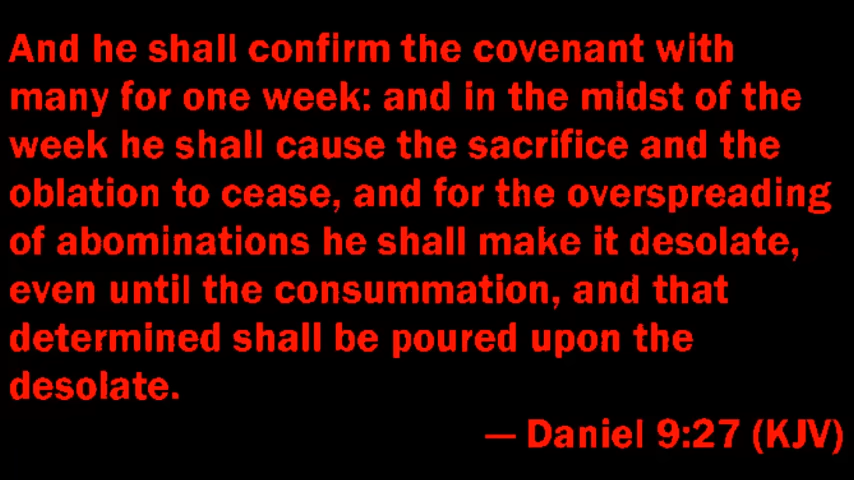 And he shall confirm the covenant with
many for one week: and in the midst of the
week he shall cause the sacrifice and the
oblation to cease, and for the overspreading
of abominations he shall make it desolate,
even until the consummation, and that
determined shall be poured upon the
desolate.
— Daniel 9:27 (KJV)